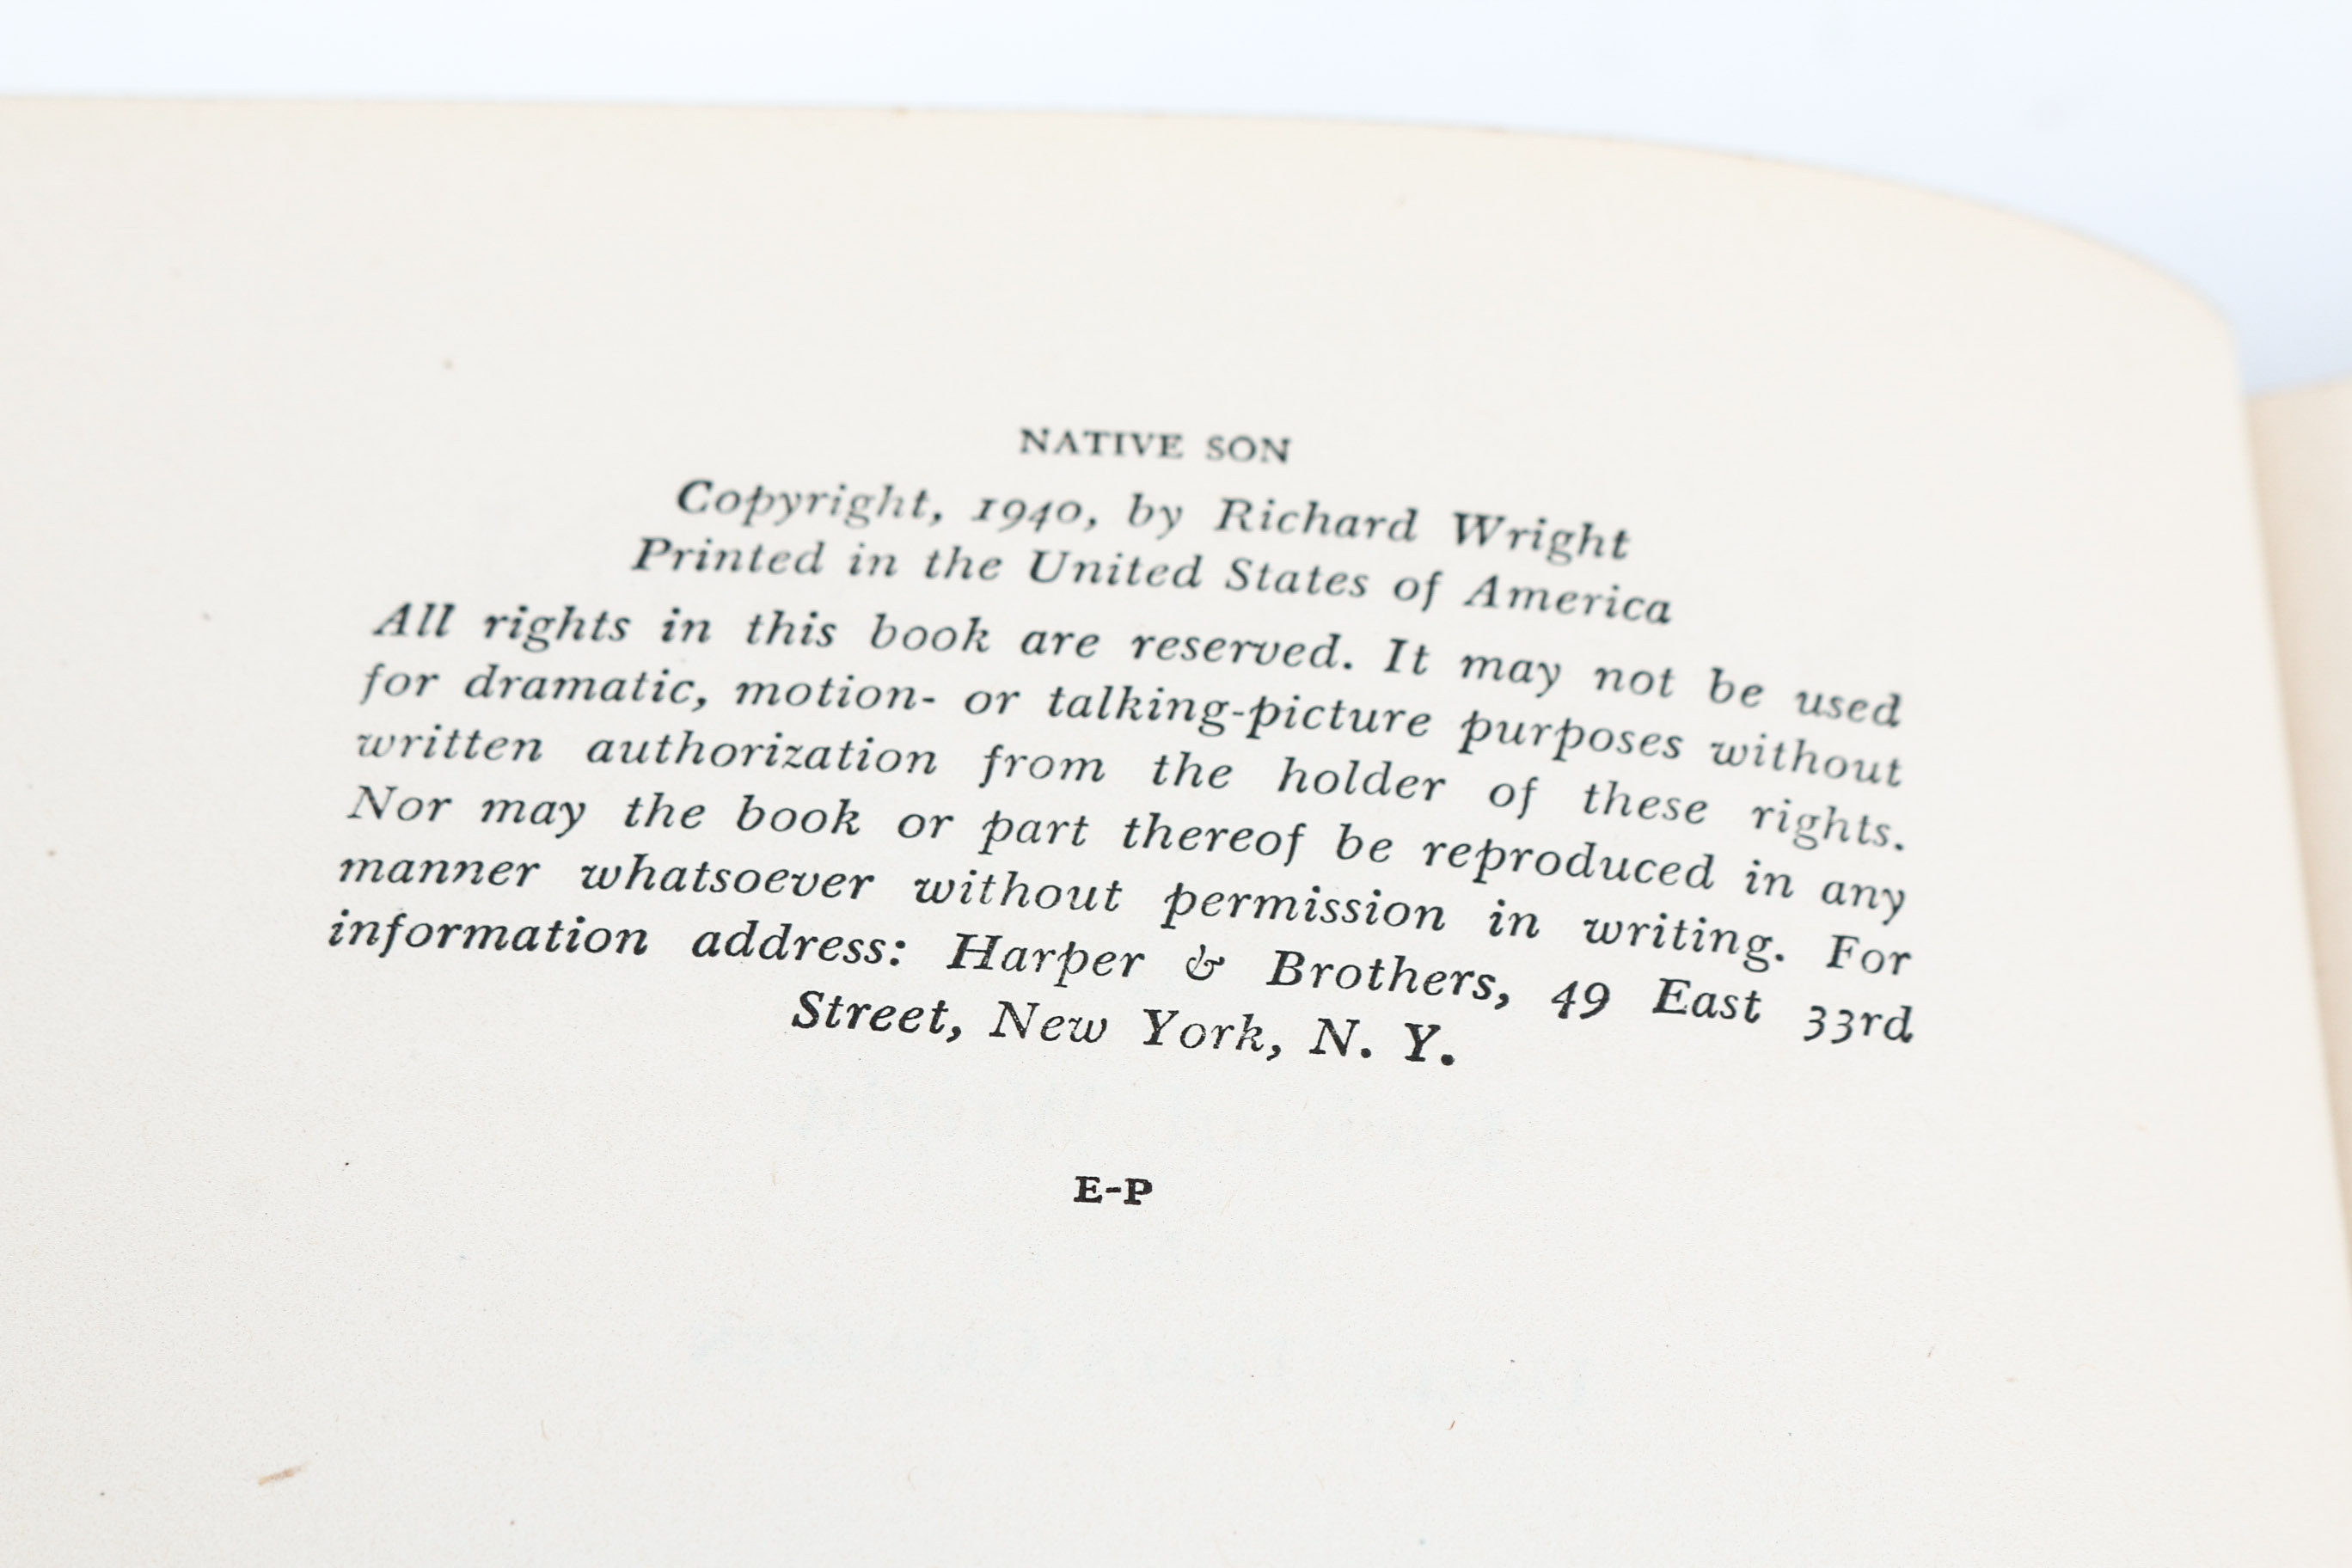 NATIVE SON
Copyright, 1940, by Richard Wright
Printed in the United States of America
All rights in this book are reserved. It may not be used
for dramatic, motion- or talking-picture purposes without
written authorization from the holder of these rights.
Nor may the book or part thereof be reproduced in any
manner whatsoever without permission in writing. For
information address: Harper & Brothers, 49 East 33rd
Street, New York, N. Y.
E-P